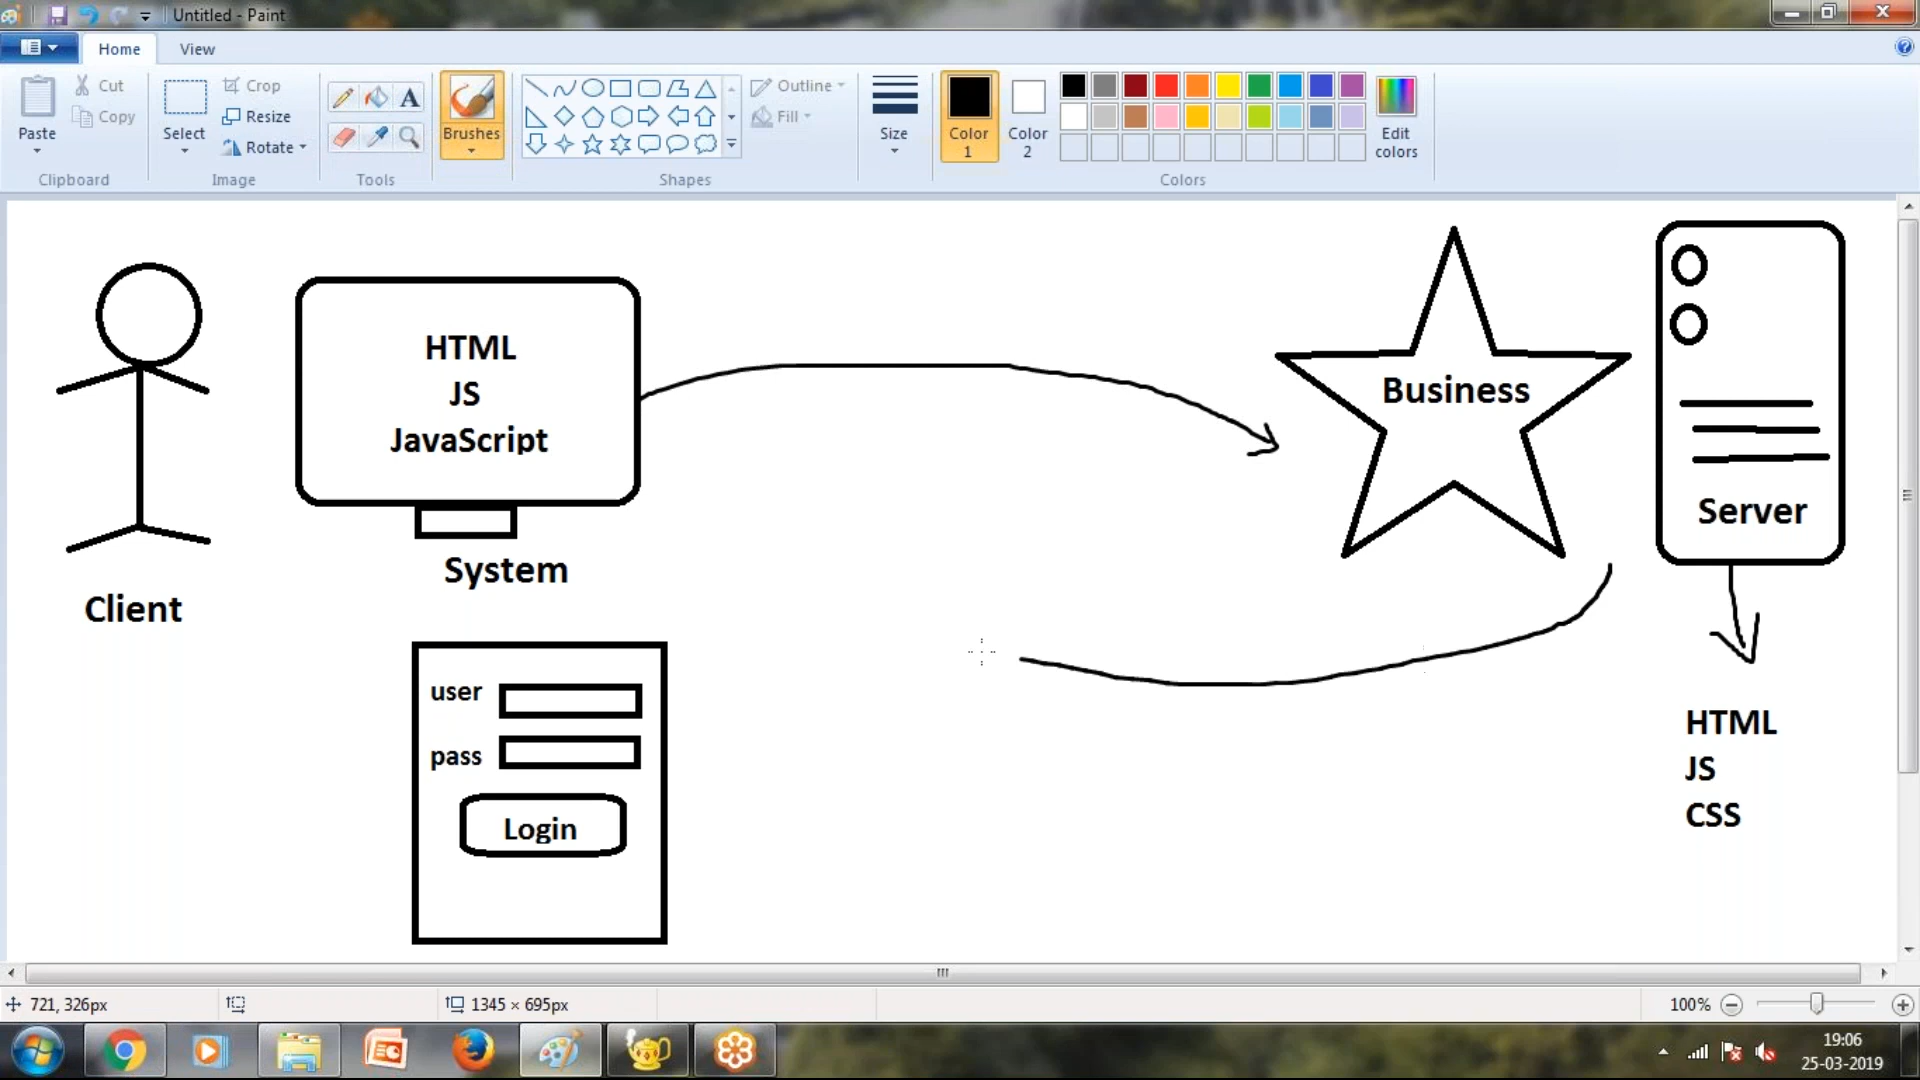 Untitled - Paint
Home
View
Paste
Cut
Copy
Clipboard
Select
Crop
Resize
Rotate
Image
A
Tools
Brushes
Outline
Fill
Shapes
Size
Color 1
Color 2
Edit colors
Colors
HTML
JS
JavaScript
System
Client
user
pass
Login
Business
Server
HTML
JS
CSS
721, 326px
1345 × 695px
100%
19:06
25-03-2019